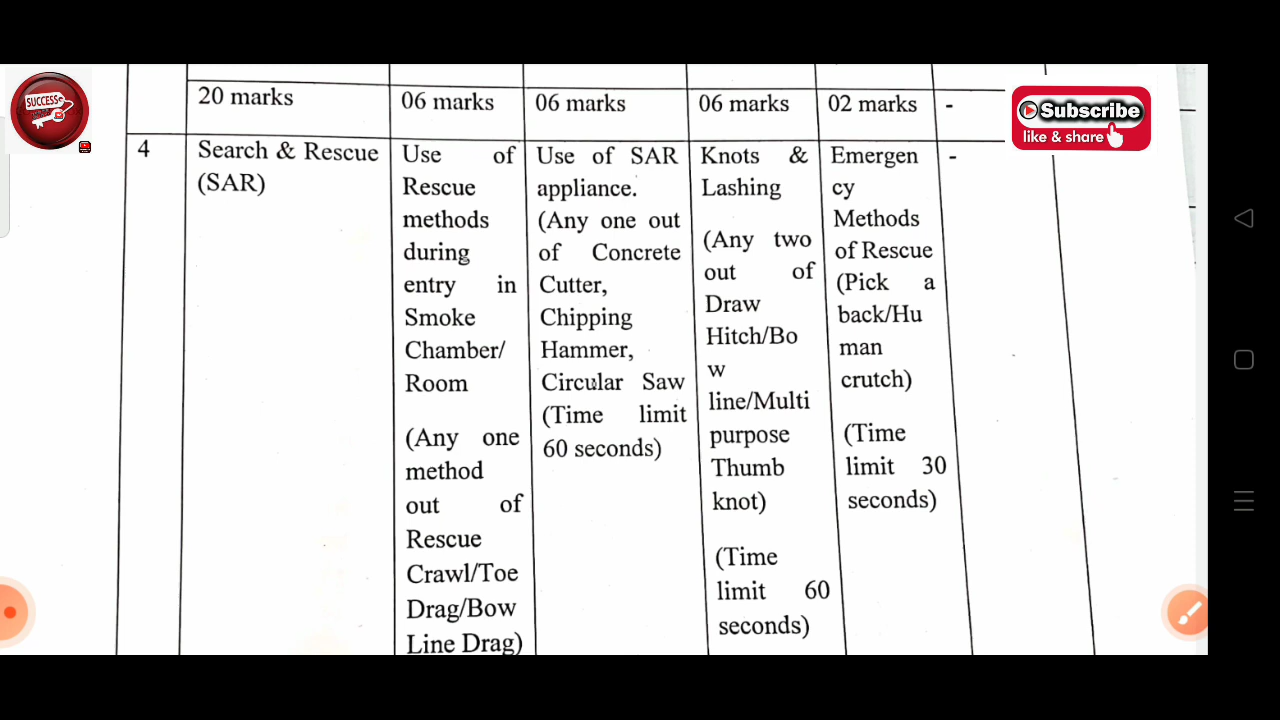 SUCCESS
Subscribe
like & share
20 marks
06 marks
06 marks
06 marks
02 marks
-
4
Search & Rescue
(SAR)
Use of
Rescue
methods
during
entry in
Smoke
Chamber/
Room
(Any one
method
out of
Rescue
Crawl/Toe
Drag/Bow
Line Drag)
Use of SAR
appliance.
(Any one out
of Concrete
Cutter,
Chipping
Hammer,
Circular Saw
(Time limit
60 seconds)
Knots &
Lashing
(Any two
out of
Draw
Hitch/Bo
w
line/Multi
purpose
Thumb
knot)
(Time
limit 60
seconds)
Emergen
cy
Methods
of Rescue
(Pick a
back/Hu
man
crutch)
(Time
limit 30
seconds)
-